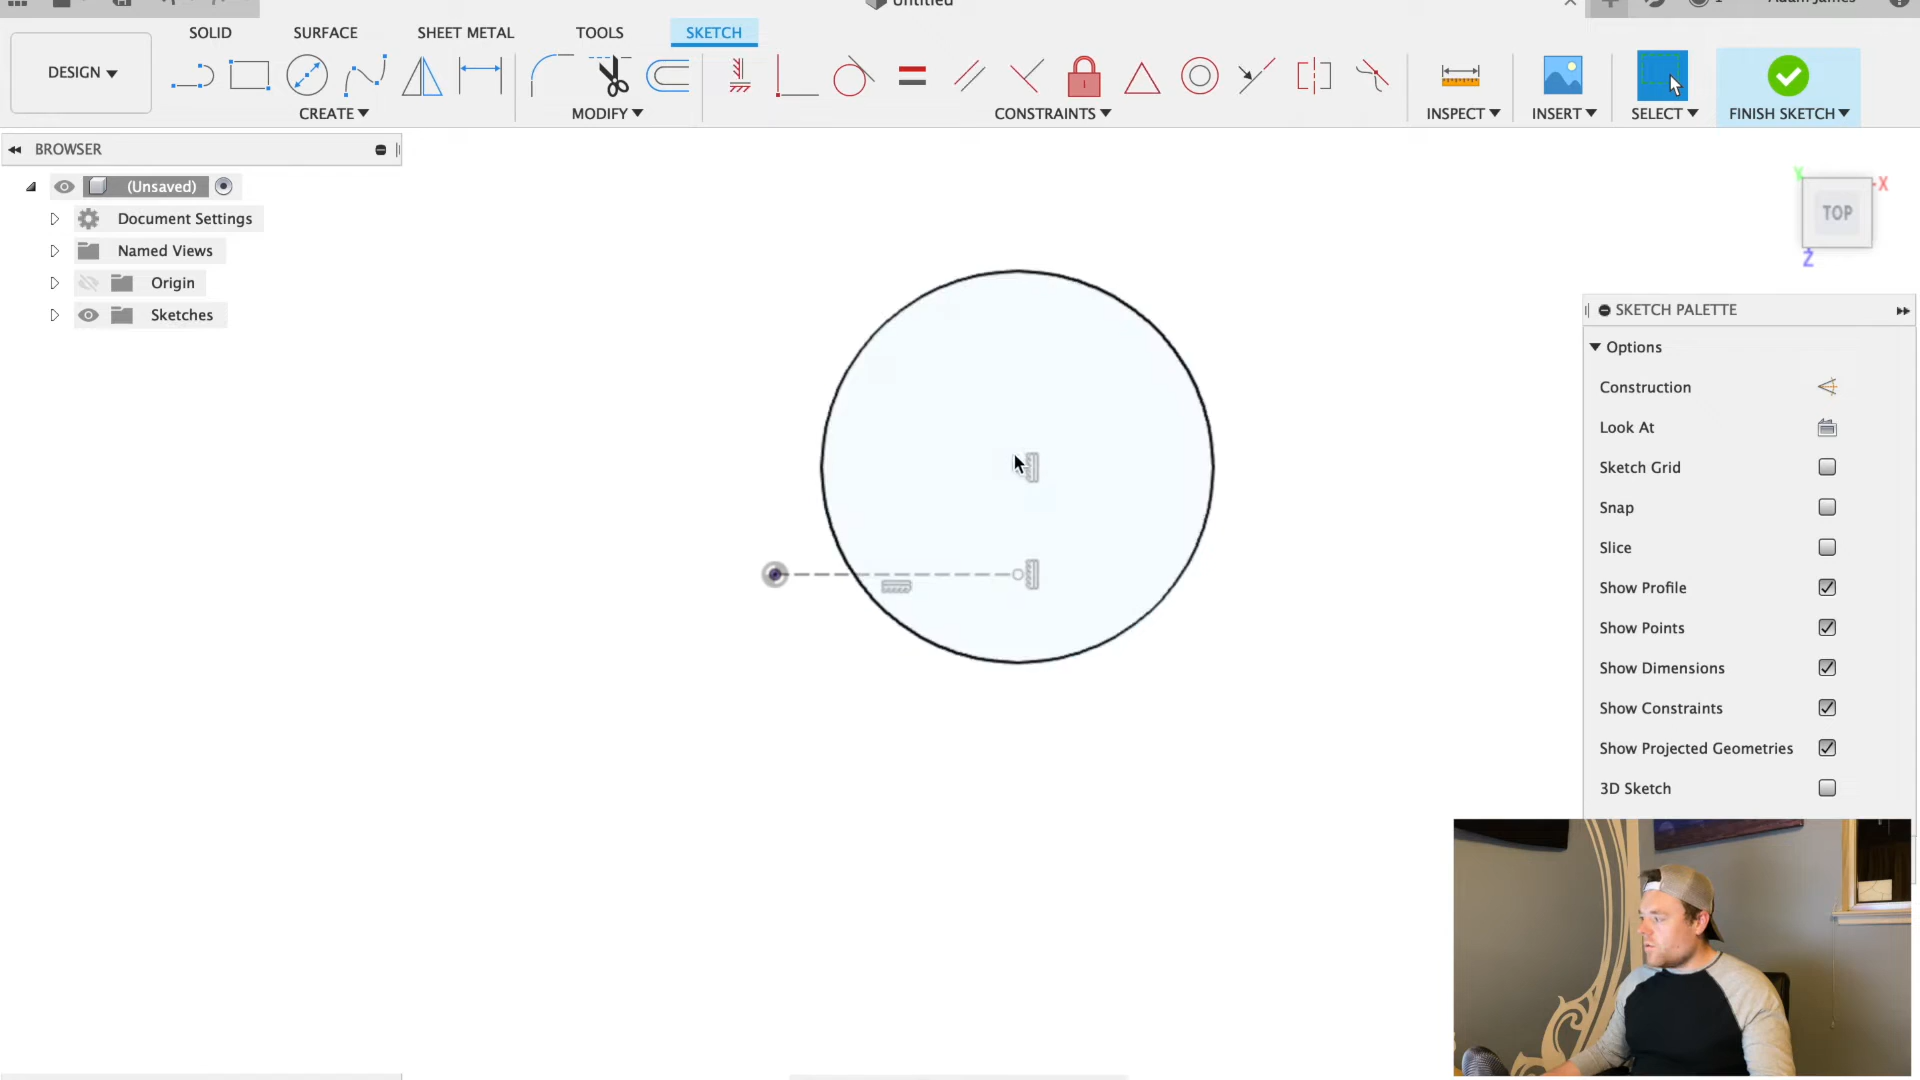 Untitled
SOLID
SURFACE
SHEET METAL
TOOLS
SKETCH
DESIGN
CREATE
MODIFY
CONSTRAINTS
INSPECT
INSERT
SELECT
FINISH SKETCH
BROWSER
(Unsaved)
Document Settings
Named Views
Origin
Sketches
TOP
X
Z
SKETCH PALETTE
Options
Construction
Look At
Sketch Grid
Snap
Slice
Show Profile
Show Points
Show Dimensions
Show Constraints
Show Projected Geometries
3D Sketch